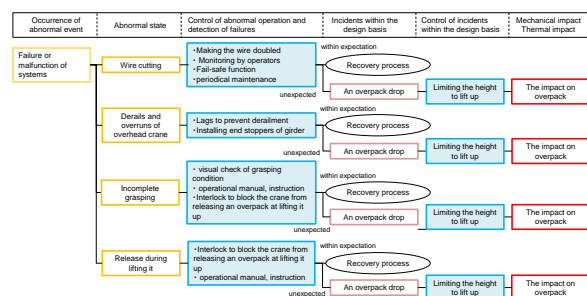 Occurrence of
abnormal event
Abnormal state
Control of abnormal operation and
detection of failures
Incidents within the
design basis
Control of incidents
within the design basis
Mechanical impact
Thermal impact
Failure or
malfunction of
systems
Wire cutting
・Making the wire doubled
・ Monitoring by operators
・Fail-safe function
・periodical maintenance
within expectation
Recovery process
unexpected
An overpack drop
Limiting the height
to lift up
The impact on
overpack
Derails and
overruns of
overhead crane
・Lags to prevent derailment
・Installing end stoppers of girder
within expectation
Recovery process
unexpected
An overpack drop
Limiting the height
to lift up
The impact on
overpack
Incomplete
grasping
・ visual check of grasping
condition
・ operational manual, instruction
・Interlock to block the crane from
releasing an overpack at lifting it
up
within expectation
Recovery process
unexpected
An overpack drop
Limiting the height
to lift up
The impact on
overpack
Release during
lifting it
・Interlock to block the crane from
releasing an overpack at lifting it
up
・ operational manual, instruction
within expectation
Recovery process
unexpected
An overpack drop
Limiting the height
to lift up
The impact on
overpack